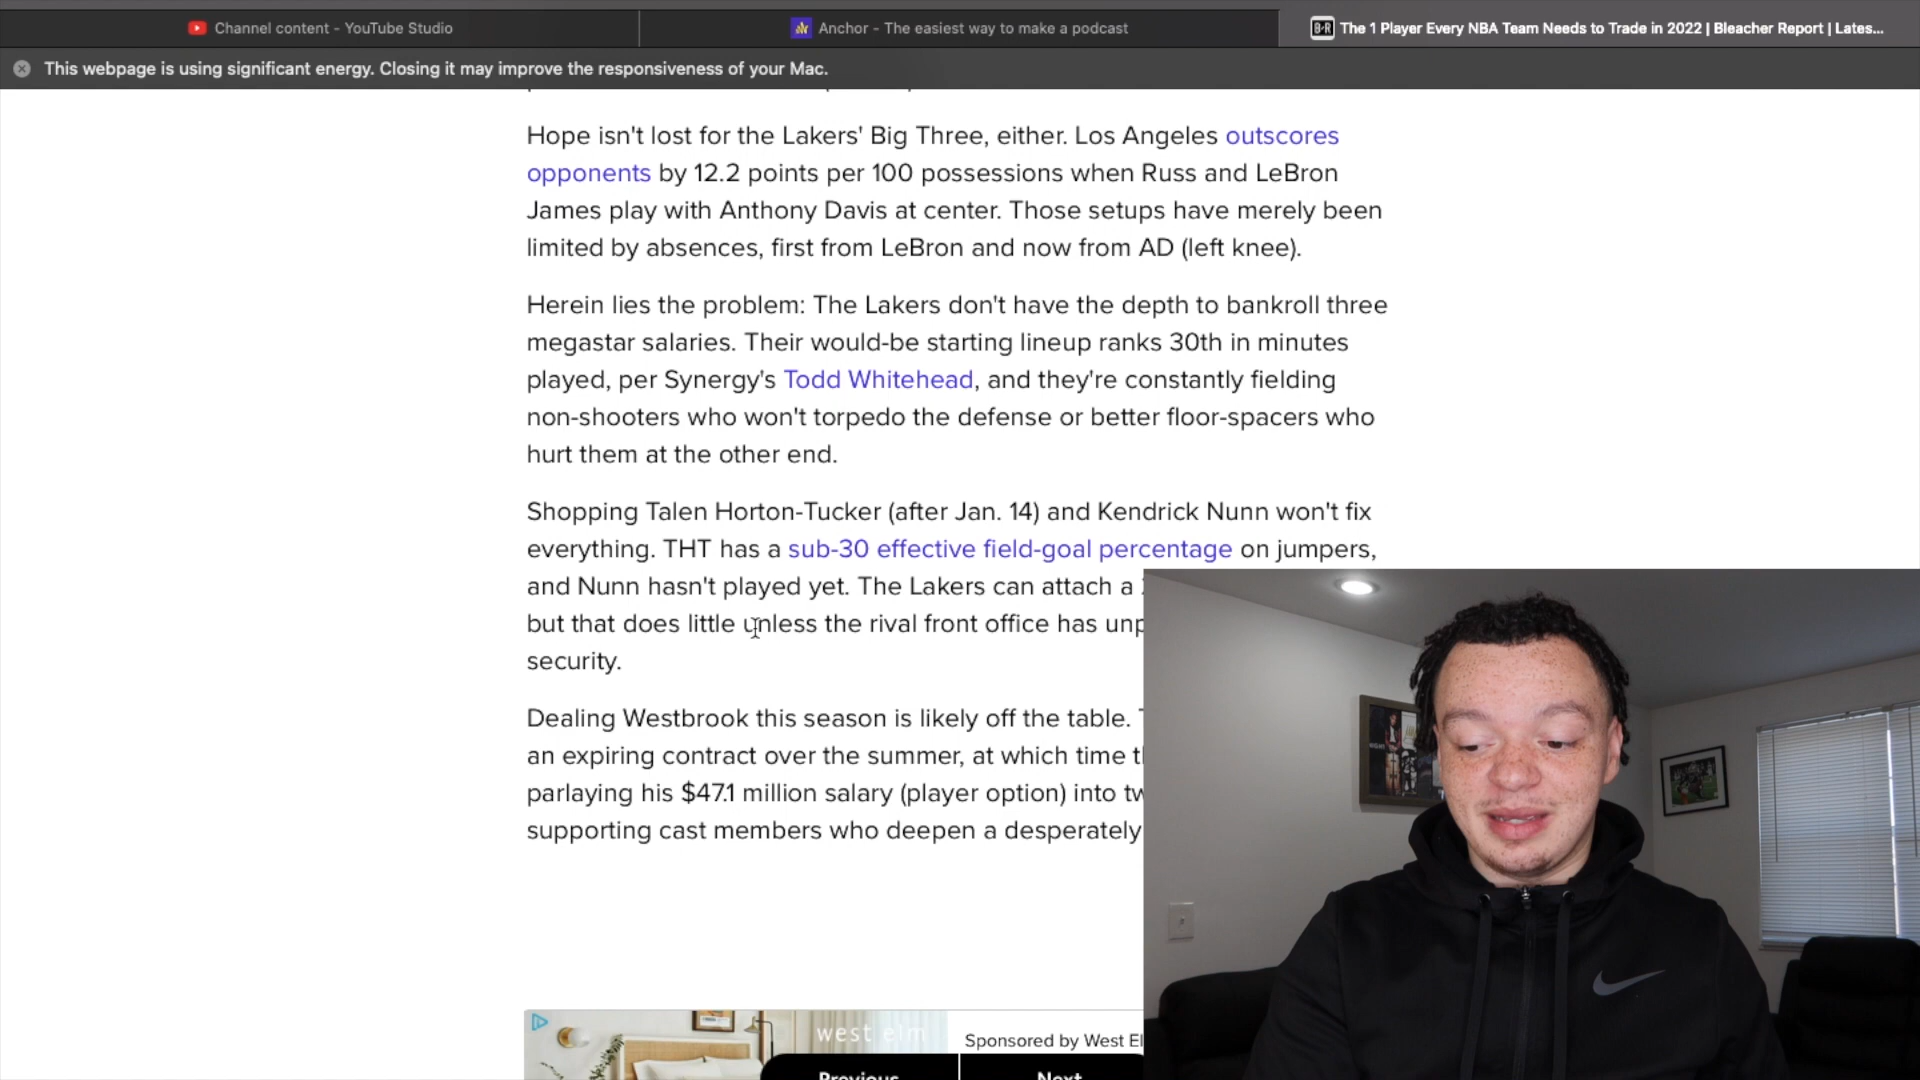 Channel content - YouTube Studio
Anchor - The easiest way to make a podcast
B/R The 1 Player Every NBA Team Needs to Trade in 2022 | Bleacher Report | Lates...
This webpage is using significant energy. Closing it may improve the responsiveness of your Mac.
Hope isn't lost for the Lakers' Big Three, either. Los Angeles outscores
opponents by 12.2 points per 100 possessions when Russ and LeBron
James play with Anthony Davis at center. Those setups have merely been
limited by absences, first from LeBron and now from AD (left knee).
Herein lies the problem: The Lakers don't have the depth to bankroll three
megastar salaries. Their would-be starting lineup ranks 30th in minutes
played, per Synergy's Todd Whitehead, and they're constantly fielding
non-shooters who won't torpedo the defense or better floor-spacers who
hurt them at the other end.
Shopping Talen Horton-Tucker (after Jan. 14) and Kendrick Nunn won't fix
everything. THT has a sub-30 effective field-goal percentage on jumpers,
and Nunn hasn't played yet. The Lakers can attach a
but that does little unless the rival front office has unp
security.
Dealing Westbrook this season is likely off the table.
an expiring contract over the summer, at which time
parlaying his $47.1 million salary (player option) into tw
supporting cast members who deepen a desperately
west elm
Sponsored by West El
Previous
Next